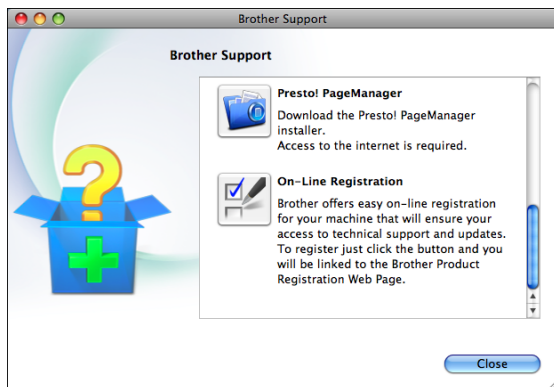 Brother Support
Brother Support
Presto! PageManager
Download the Presto! PageManager
installer.
Access to the internet is required.
On-Line Registration
Brother offers easy on-line registration
for your machine that will ensure your
access to technical support and updates.
To register just click the button and you
will be linked to the Brother Product
Registration Web Page.
Close